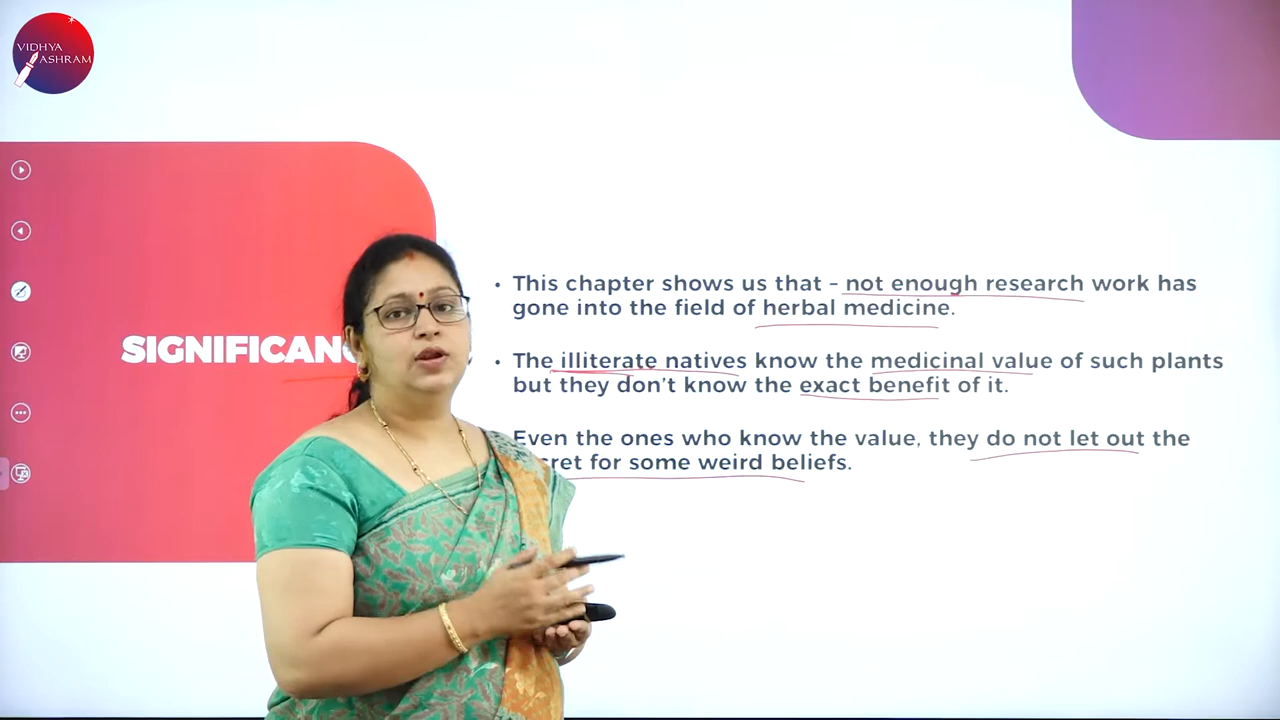 VIDHYA
ASHRAM
SIGNIFICAN
• This chapter shows us that – not enough research work has
gone into the field of herbal medicine.
• The illiterate natives know the medicinal value of such plants
but they don't know the exact benefit of it.
Even the ones who know the value, they do not let out the
cret for some weird beliefs.